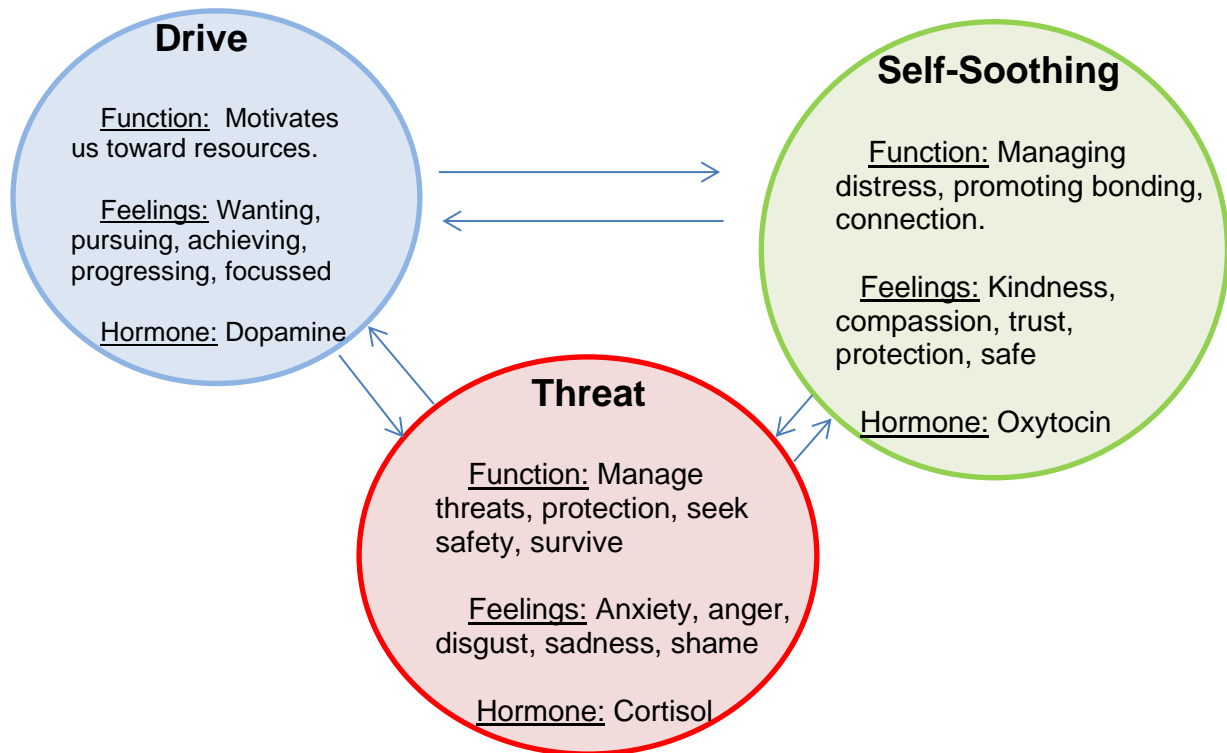 Drive
Function: Motivates
us toward resources.
Feelings: Wanting,
pursuing, achieving,
progressing, focussed
Hormone: Dopamine
Self-Soothing
Function: Managing
distress, promoting bonding,
connection.
Feelings: Kindness,
compassion, trust,
protection, safe
Hormone: Oxytocin
Threat
Function: Manage
threats, protection, seek
safety, survive
Feelings: Anxiety, anger,
disgust, sadness, shame
Hormone: Cortisol